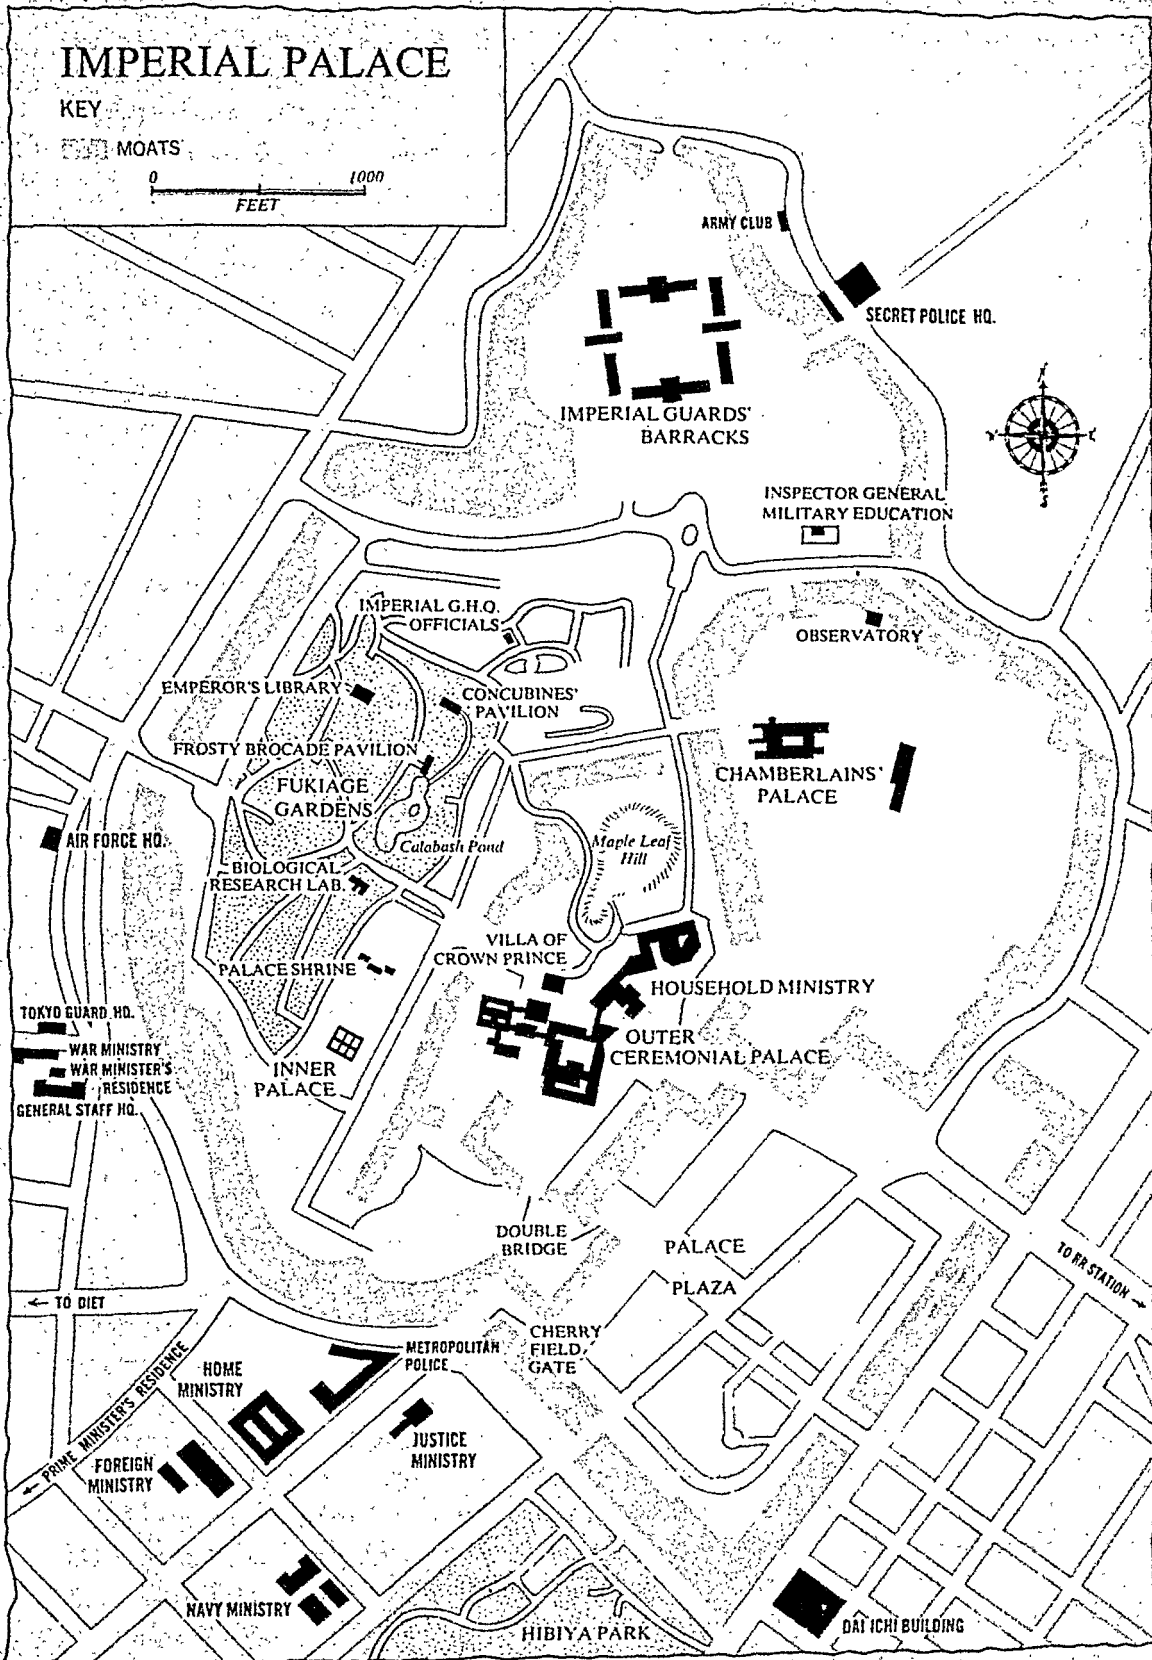 IMPERIAL PALACE
KEY
MOATS
0 1000
FEET
ARMY CLUB
SECRET POLICE HQ.
IMPERIAL GUARDS'
BARRACKS
N
W E
S
INSPECTOR GENERAL
MILITARY EDUCATION
IMPERIAL G.H.Q.
OFFICIALS
OBSERVATORY
EMPEROR'S LIBRARY
CONCUBINES'
PAVILION
FROSTY BROCADE PAVILION
FUKIAGE
GARDENS
CHAMBERLAINS'
PALACE
AIR FORCE HQ.
Calabash Pond
Maple Leaf
Hill
BIOLOGICAL
RESEARCH LAB.
VILLA OF
CROWN PRINCE
PALACE SHRINE
HOUSEHOLD MINISTRY
TOKYO GUARD HQ.
WAR MINISTRY
WAR MINISTER'S
RESIDENCE
GENERAL STAFF HQ.
OUTER
CEREMONIAL PALACE
INNER
PALACE
DOUBLE
BRIDGE
PALACE
PLAZA
TO RR STATION →
← TO DIET
CHERRY
FIELD
GATE
METROPOLITAN
POLICE
HOME
MINISTRY
← PRIME MINISTER'S RESIDENCE
JUSTICE
MINISTRY
FOREIGN
MINISTRY
NAVY MINISTRY
HIBIYA PARK
DAI ICHI BUILDING